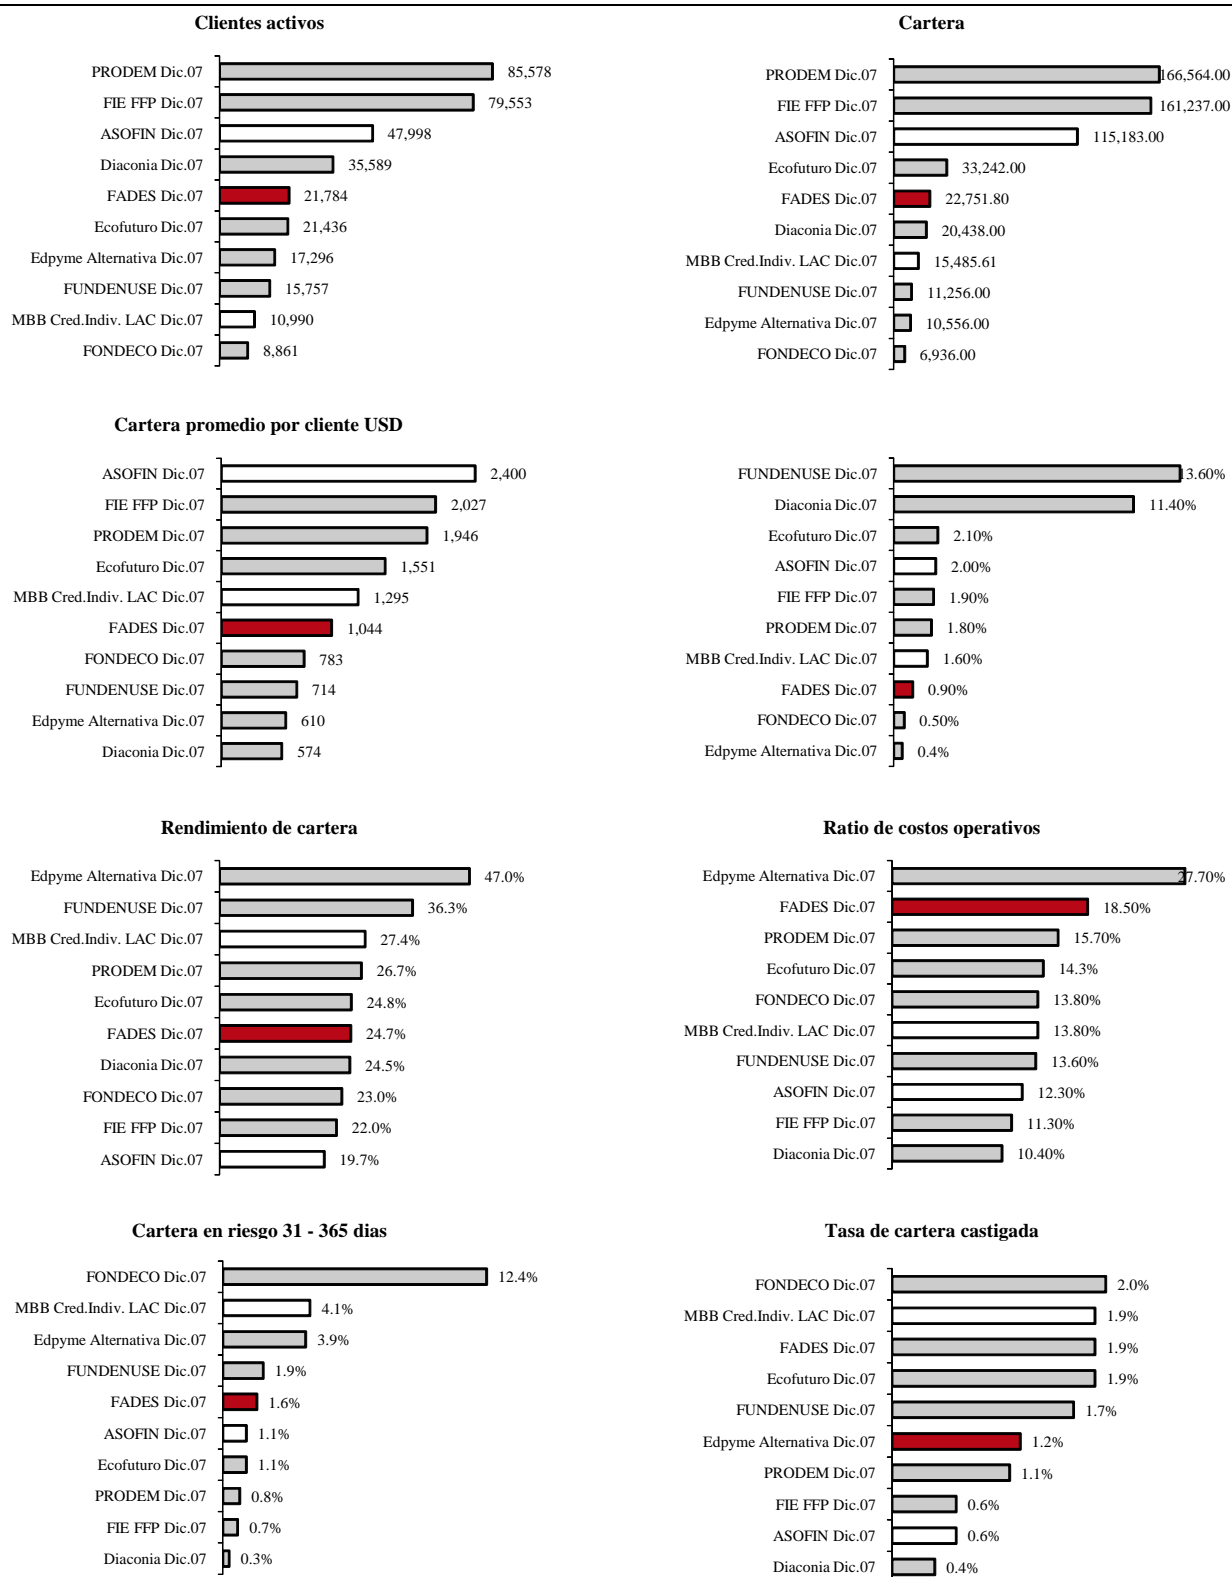 Clientes activos
PRODEM Dic.07 85,578
FIE FFP Dic.07 79,553
ASOFIN Dic.07 47,998
Diaconia Dic.07 35,589
FADES Dic.07 21,784
Ecofuturo Dic.07 21,436
Edpyme Alternativa Dic.07 17,296
FUNDENUSE Dic.07 15,757
MBB Cred.Indiv. LAC Dic.07 10,990
FONDECO Dic.07 8,861
Cartera
PRODEM Dic.07 166,564.00
FIE FFP Dic.07 161,237.00
ASOFIN Dic.07 115,183.00
Ecofuturo Dic.07 33,242.00
FADES Dic.07 22,751.80
Diaconia Dic.07 20,438.00
MBB Cred.Indiv. LAC Dic.07 15,485.61
FUNDENUSE Dic.07 11,256.00
Edpyme Alternativa Dic.07 10,556.00
FONDECO Dic.07 6,936.00
Cartera promedio por cliente USD
ASOFIN Dic.07 2,400
FIE FFP Dic.07 2,027
PRODEM Dic.07 1,946
Ecofuturo Dic.07 1,551
MBB Cred.Indiv. LAC Dic.07 1,295
FADES Dic.07 1,044
FONDECO Dic.07 783
FUNDENUSE Dic.07 714
Edpyme Alternativa Dic.07 610
Diaconia Dic.07 574
FUNDENUSE Dic.07 13.60%
Diaconia Dic.07 11.40%
Ecofuturo Dic.07 2.10%
ASOFIN Dic.07 2.00%
FIE FFP Dic.07 1.90%
PRODEM Dic.07 1.80%
MBB Cred.Indiv. LAC Dic.07 1.60%
FADES Dic.07 0.90%
FONDECO Dic.07 0.50%
Edpyme Alternativa Dic.07 0.4%
Rendimiento de cartera
Edpyme Alternativa Dic.07 47.0%
FUNDENUSE Dic.07 36.3%
MBB Cred.Indiv. LAC Dic.07 27.4%
PRODEM Dic.07 26.7%
Ecofuturo Dic.07 24.8%
FADES Dic.07 24.7%
Diaconia Dic.07 24.5%
FONDECO Dic.07 23.0%
FIE FFP Dic.07 22.0%
ASOFIN Dic.07 19.7%
Ratio de costos operativos
Edpyme Alternativa Dic.07 27.70%
FADES Dic.07 18.50%
PRODEM Dic.07 15.70%
Ecofuturo Dic.07 14.3%
FONDECO Dic.07 13.80%
MBB Cred.Indiv. LAC Dic.07 13.80%
FUNDENUSE Dic.07 13.60%
ASOFIN Dic.07 12.30%
FIE FFP Dic.07 11.30%
Diaconia Dic.07 10.40%
Cartera en riesgo 31 - 365 dias
FONDECO Dic.07 12.4%
MBB Cred.Indiv. LAC Dic.07 4.1%
Edpyme Alternativa Dic.07 3.9%
FUNDENUSE Dic.07 1.9%
FADES Dic.07 1.6%
ASOFIN Dic.07 1.1%
Ecofuturo Dic.07 1.1%
PRODEM Dic.07 0.8%
FIE FFP Dic.07 0.7%
Diaconia Dic.07 0.3%
Tasa de cartera castigada
FONDECO Dic.07 2.0%
MBB Cred.Indiv. LAC Dic.07 1.9%
FADES Dic.07 1.9%
Ecofuturo Dic.07 1.9%
FUNDENUSE Dic.07 1.7%
Edpyme Alternativa Dic.07 1.2%
PRODEM Dic.07 1.1%
FIE FFP Dic.07 0.6%
ASOFIN Dic.07 0.6%
Diaconia Dic.07 0.4%